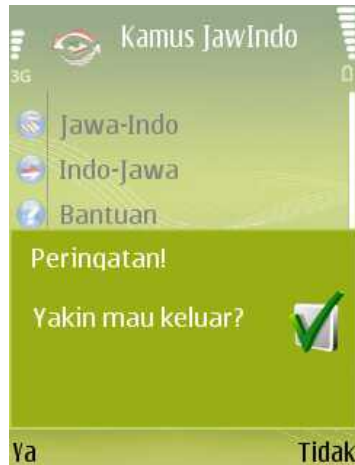 Kamus JawIndo
3G
Jawa-Indo
Indo-Jawa
Bantuan
Peringatan!
Yakin mau keluar?
Ya Tidak